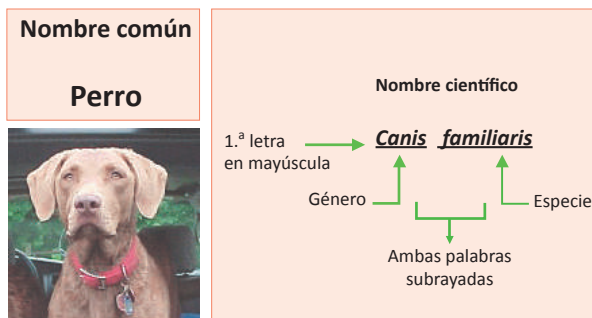 Nombre común
Perro
Nombre científico
1.ª letra
en mayúscula
Canis familiaris
Género
Especie
Ambas palabras
subrayadas